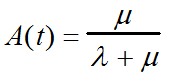 A(t) = μ / (λ + μ)